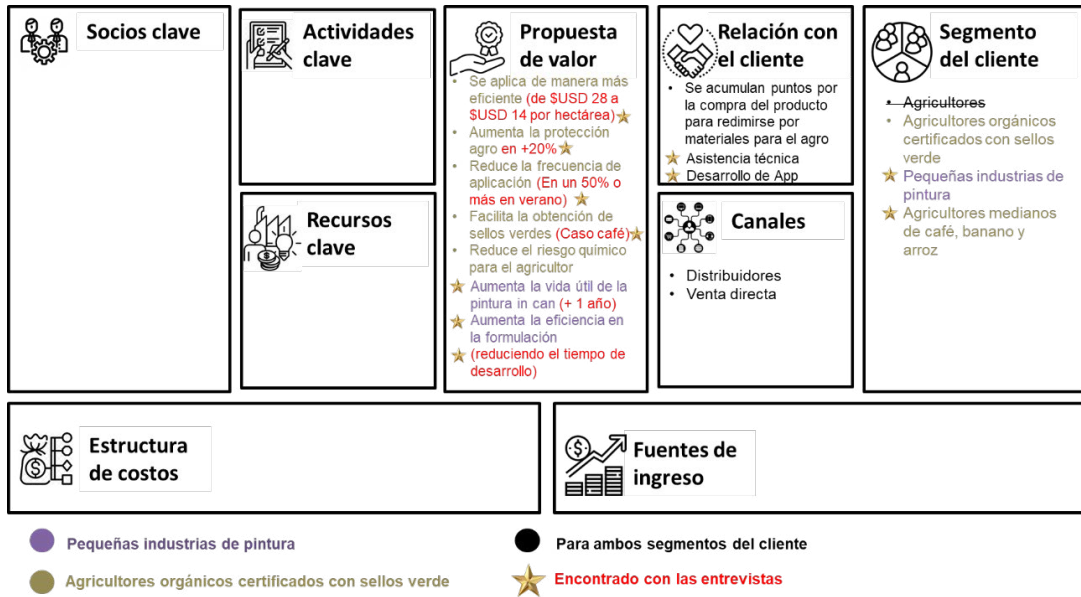 Socios clave
Actividades
clave
Propuesta
de valor
• Se aplica de manera más
eficiente (de $USD 28 a
$USD 14 por hectárea)
• Aumenta la protección
agro en +20%
• Reduce la frecuencia de
aplicación (En un 50% o
más en verano)
• Facilita la obtención de
sellos verdes (Caso café)
• Reduce el riesgo químico
para el agricultor
Aumenta la vida útil de la
pintura in can (+ 1 año)
Aumenta la eficiencia en
la formulación
(reduciendo el tiempo de
desarrollo)
Relación con
el cliente
• Se acumulan puntos por
la compra del producto
para redimirse por
materiales para el agro
Asistencia técnica
Desarrollo de App
Segmento
del cliente
• Agricultores
• Agricultores orgánicos
certificados con sellos
verde
Pequeñas industrias de
pintura
Agricultores medianos
de café, banano y
arroz
Recursos
clave
Canales
• Distribuidores
• Venta directa
Estructura
de costos
Fuentes de
ingreso
Pequeñas industrias de pintura
Para ambos segmentos del cliente
Agricultores orgánicos certificados con sellos verde
Encontrado con las entrevistas